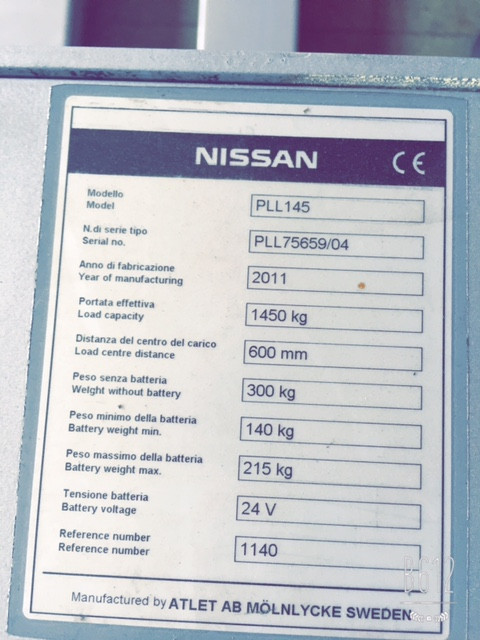 NISSAN CE
Modello
Model
PLL145
N.di serie tipo
Serial no.
PLL75659/04
Anno di fabricazione
Year of manufacturing
2011
Portata effettiva
Load capacity
1450 kg
Distanza del centro del carico
Load centre distance
600 mm
Peso senza batteria
Weight without battery
300 kg
Peso minimo della batteria
Battery weight min.
140 kg
Peso massimo della batteria
Battery weight max.
215 kg
Tensione batteria
Battery voltage
24 V
Reference number
Reference number
1140
Manufactured by ATLET AB MÖLNLYCKE SWEDEN